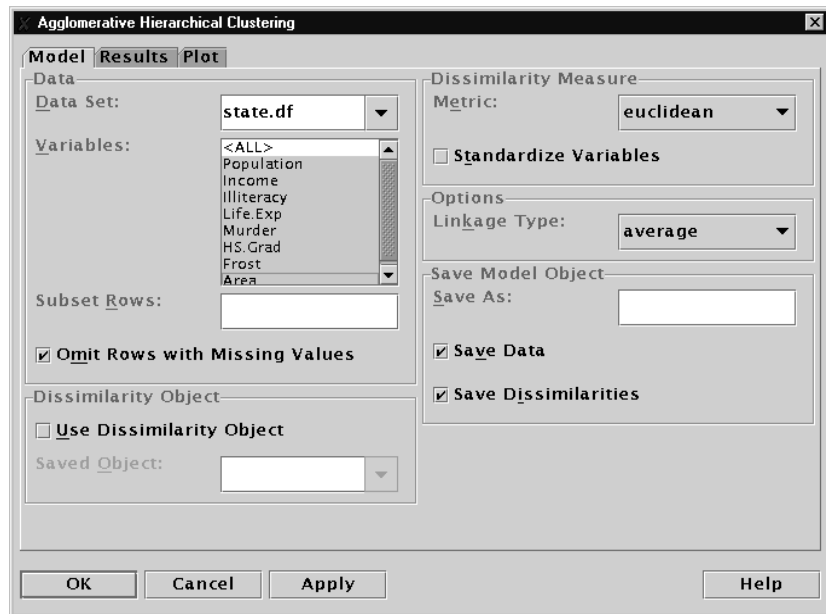 Agglomerative Hierarchical Clustering
Model Results Plot
Data
Data Set:
state.df
Variables:
<ALL>
Population
Income
Illiteracy
Life.Exp
Murder
HS.Grad
Frost
Area
Subset Rows:
Omit Rows with Missing Values
Dissimilarity Object
Use Dissimilarity Object
Saved Object:
Dissimilarity Measure
Metric:
euclidean
Standardize Variables
Options
Linkage Type:
average
Save Model Object
Save As:
Save Data
Save Dissimilarities
OK Cancel Apply Help